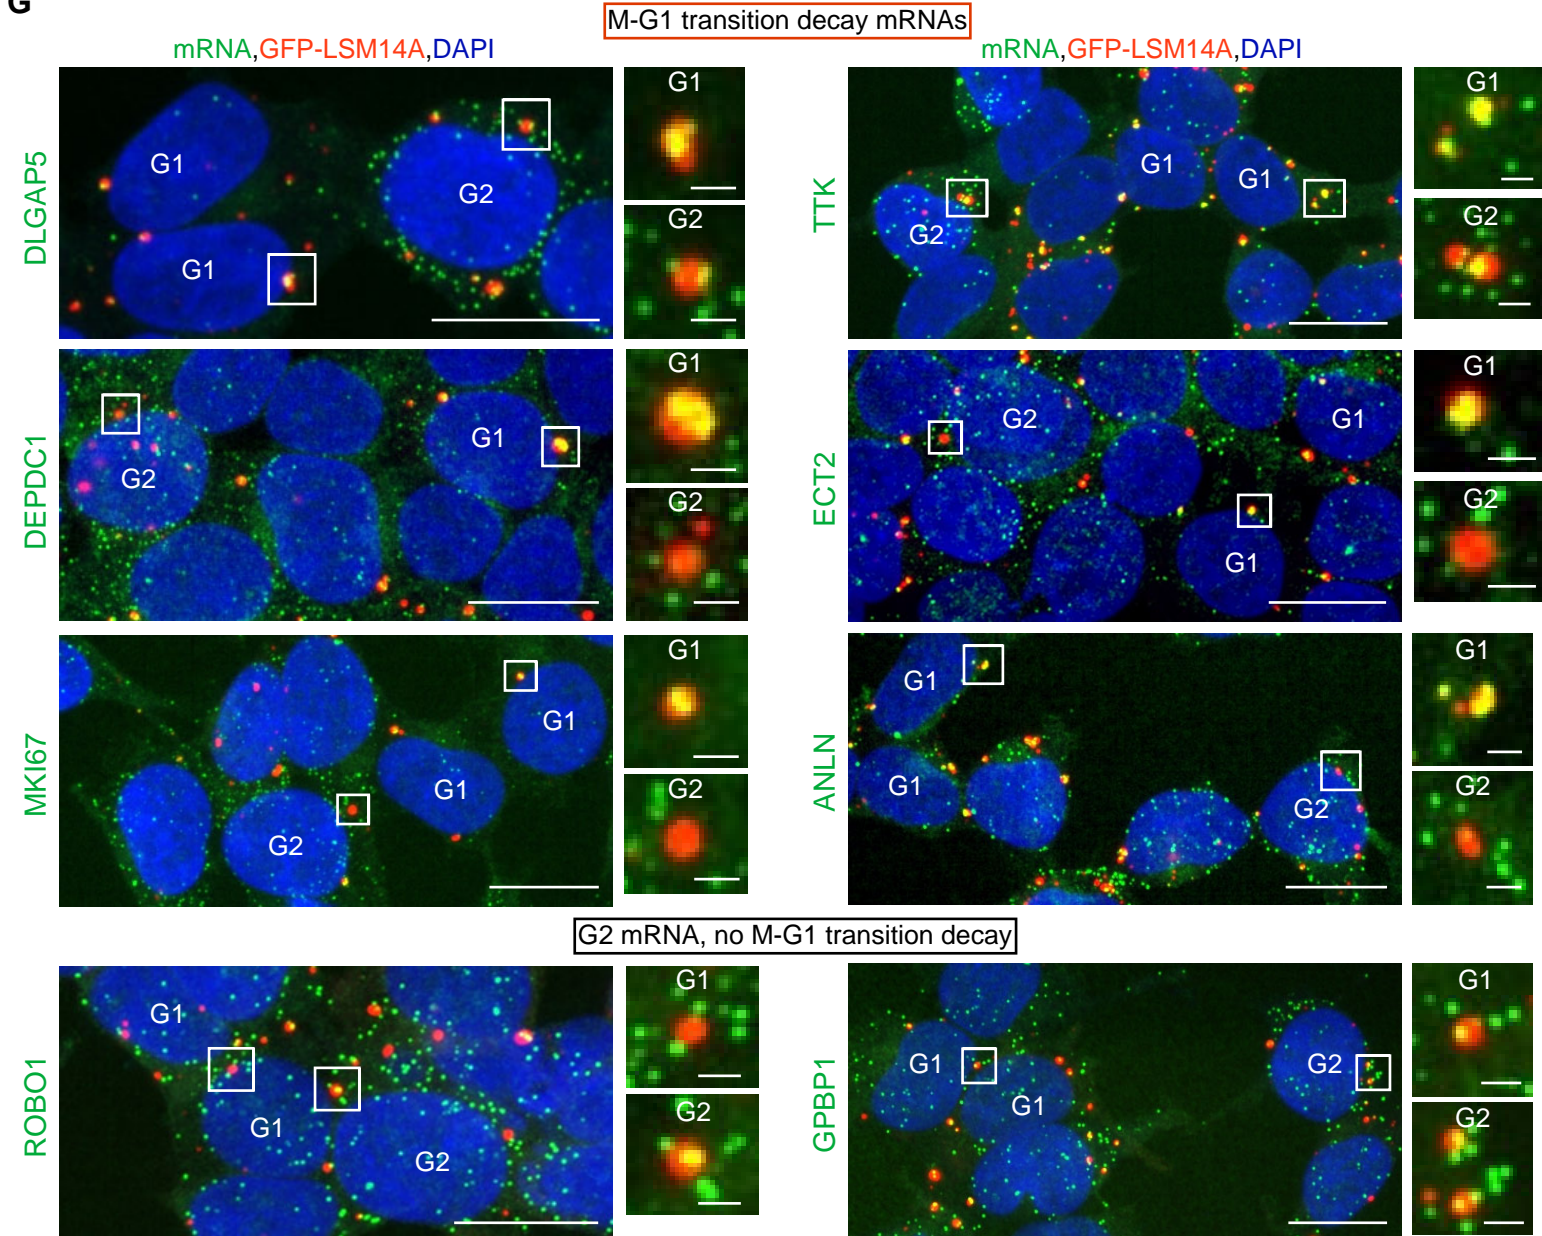 G
M-G1 transition decay mRNAs
mRNA,GFP-LSM14A,DAPI
mRNA,GFP-LSM14A,DAPI
DLGAP5
G1
G2
G1
G1
G2
TTK
G1
G1
G2
G1
G2
DEPDC1
G2
G1
G1
G2
ECT2
G2
G1
G1
G1
G2
MKI67
G1
G1
G2
G1
G2
ANLN
G1
G1
G2
G1
G2
G2 mRNA, no M-G1 transition decay
ROBO1
G1
G1
G2
G1
G2
GPBP1
G1
G1
G2
G1
G2